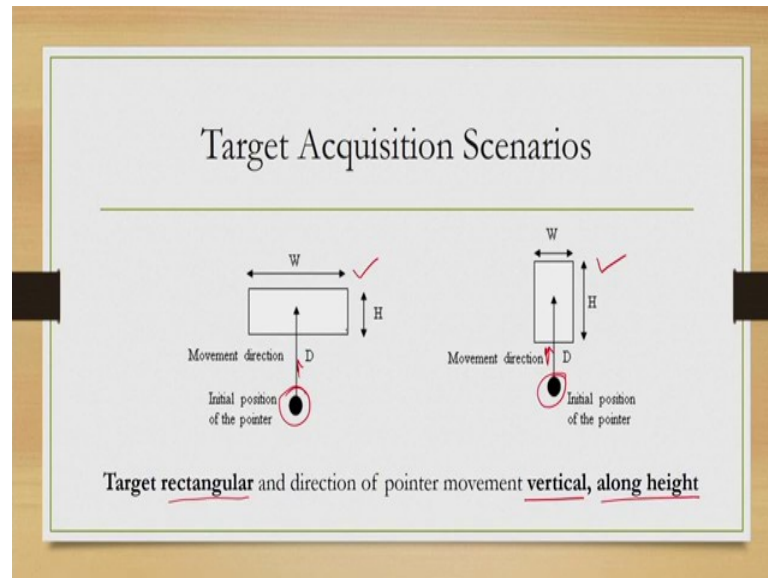 Target Acquisition Scenarios
W
H
Movement direction
D
Initial position
of the pointer
W
H
Movement direction
D
Initial position
of the pointer
Target rectangular and direction of pointer movement vertical, along height